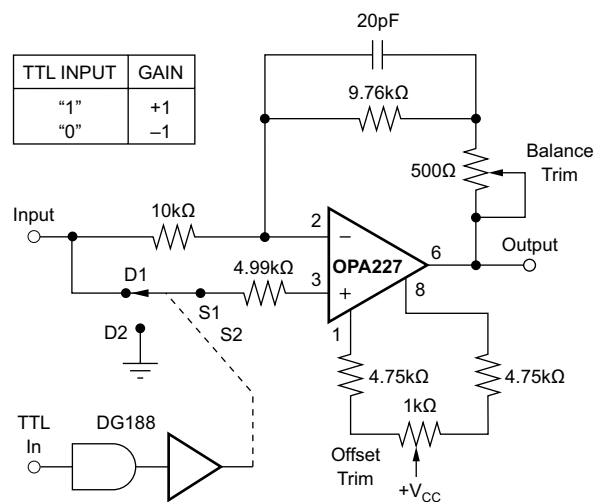 20pF
TTL INPUT GAIN
“1” +1
“0” –1
9.76kΩ
500Ω
Balance
Trim
Input
10kΩ
2
–
OPA227
6
Output
D1
4.99kΩ
3
+
8
S1
D2
S2
1
4.75kΩ
4.75kΩ
1kΩ
TTL
In
DG188
Offset
Trim
+VCC